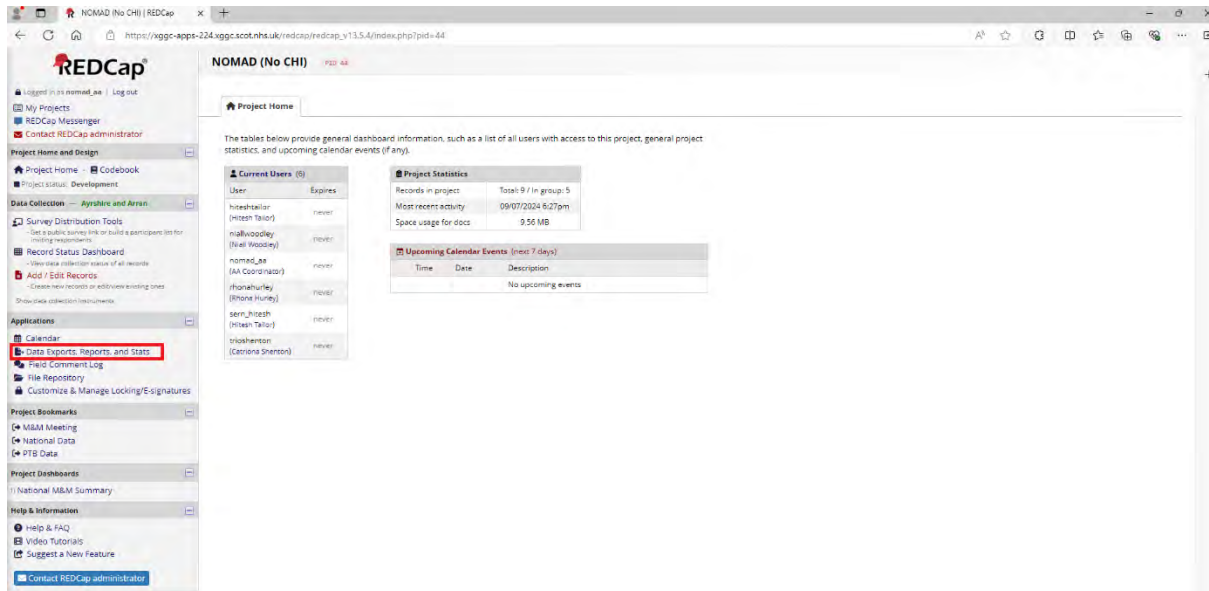 NOMAD (No CHI) | REDCap
https://xggc-apps-224.xggc.scot.nhs.uk/redcap/redcap_v13.5.4/index.php?pid=44
REDCap
Logged in as nomad_aa | Log out
My Projects
REDCap Messenger
Contact REDCap administrator
Project Home and Design
Project Home Codebook
Project status: Development
Data Collection — Ayrshire and Arran
Survey Distribution Tools
- Get a public survey link or build a participant list for
inviting respondents
Record Status Dashboard
- View data collection status of all records
Add / Edit Records
- Create new records or edit/view existing ones
Show data collection instruments
Applications
Calendar
Data Exports, Reports, and Stats
Field Comment Log
File Repository
Customize & Manage Locking/E-signatures
Project Bookmarks
M&M Meeting
National Data
PTB Data
Project Dashboards
National M&M Summary
Help & Information
Help & FAQ
Video Tutorials
Suggest a New Feature
Contact REDCap administrator
NOMAD (No CHI) PID 44
Project Home
The tables below provide general dashboard information, such as a list of all users with access to this project, general project
statistics, and upcoming calendar events (if any).
Current Users (6)
User Expires
hiteshtailor
(Hitesh Tailor) never
niallwoodley
(Niall Woodley) never
nomad_aa
(AA Coordinator) never
rhonahurley
(Rhona Hurley) never
sern_hitesh
(Hitesh Tailor) never
trioshenton
(Catriona Shenton) never
Project Statistics
Records in project Total: 9 / In group: 5
Most recent activity 09/07/2024 6:27pm
Space usage for docs 9.56 MB
Upcoming Calendar Events (next 7 days)
Time Date Description
No upcoming events